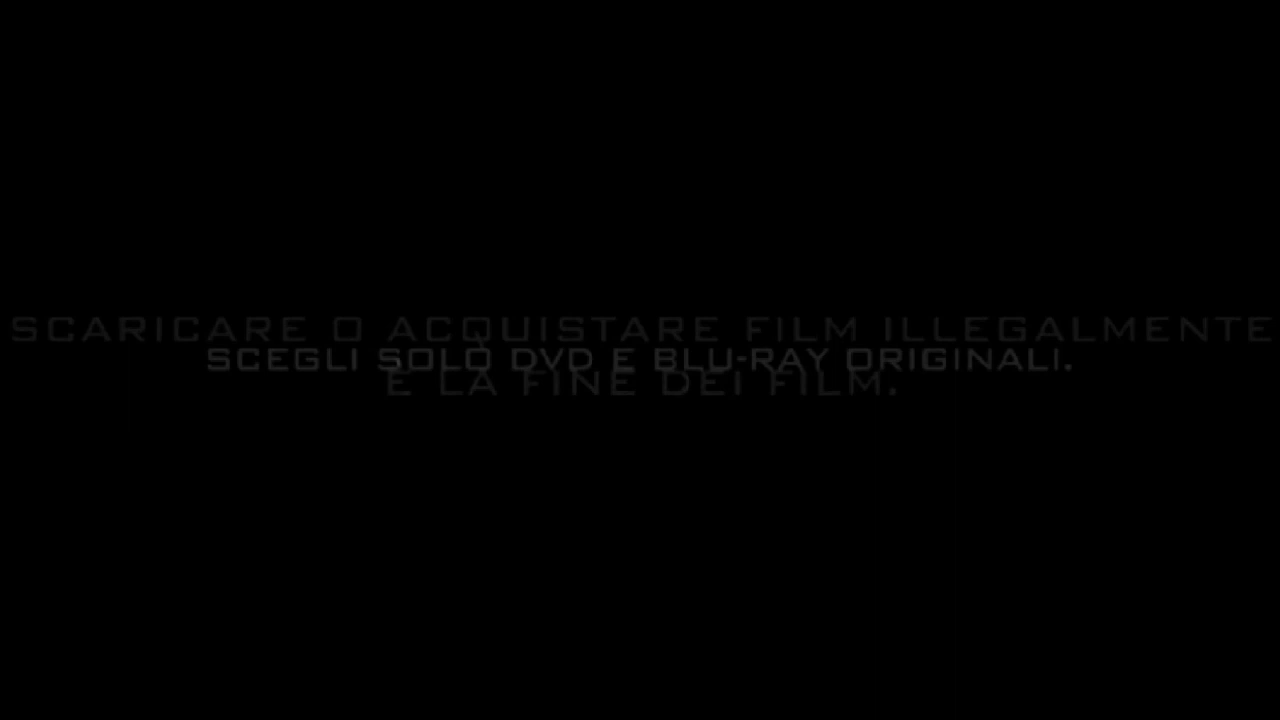 SCARICARE O ACQUISTARE FILM ILLEGALMENTE
SCEGLI SOLO DVD E BLU-RAY ORIGINALI.
È LA FINE DEI FILM.